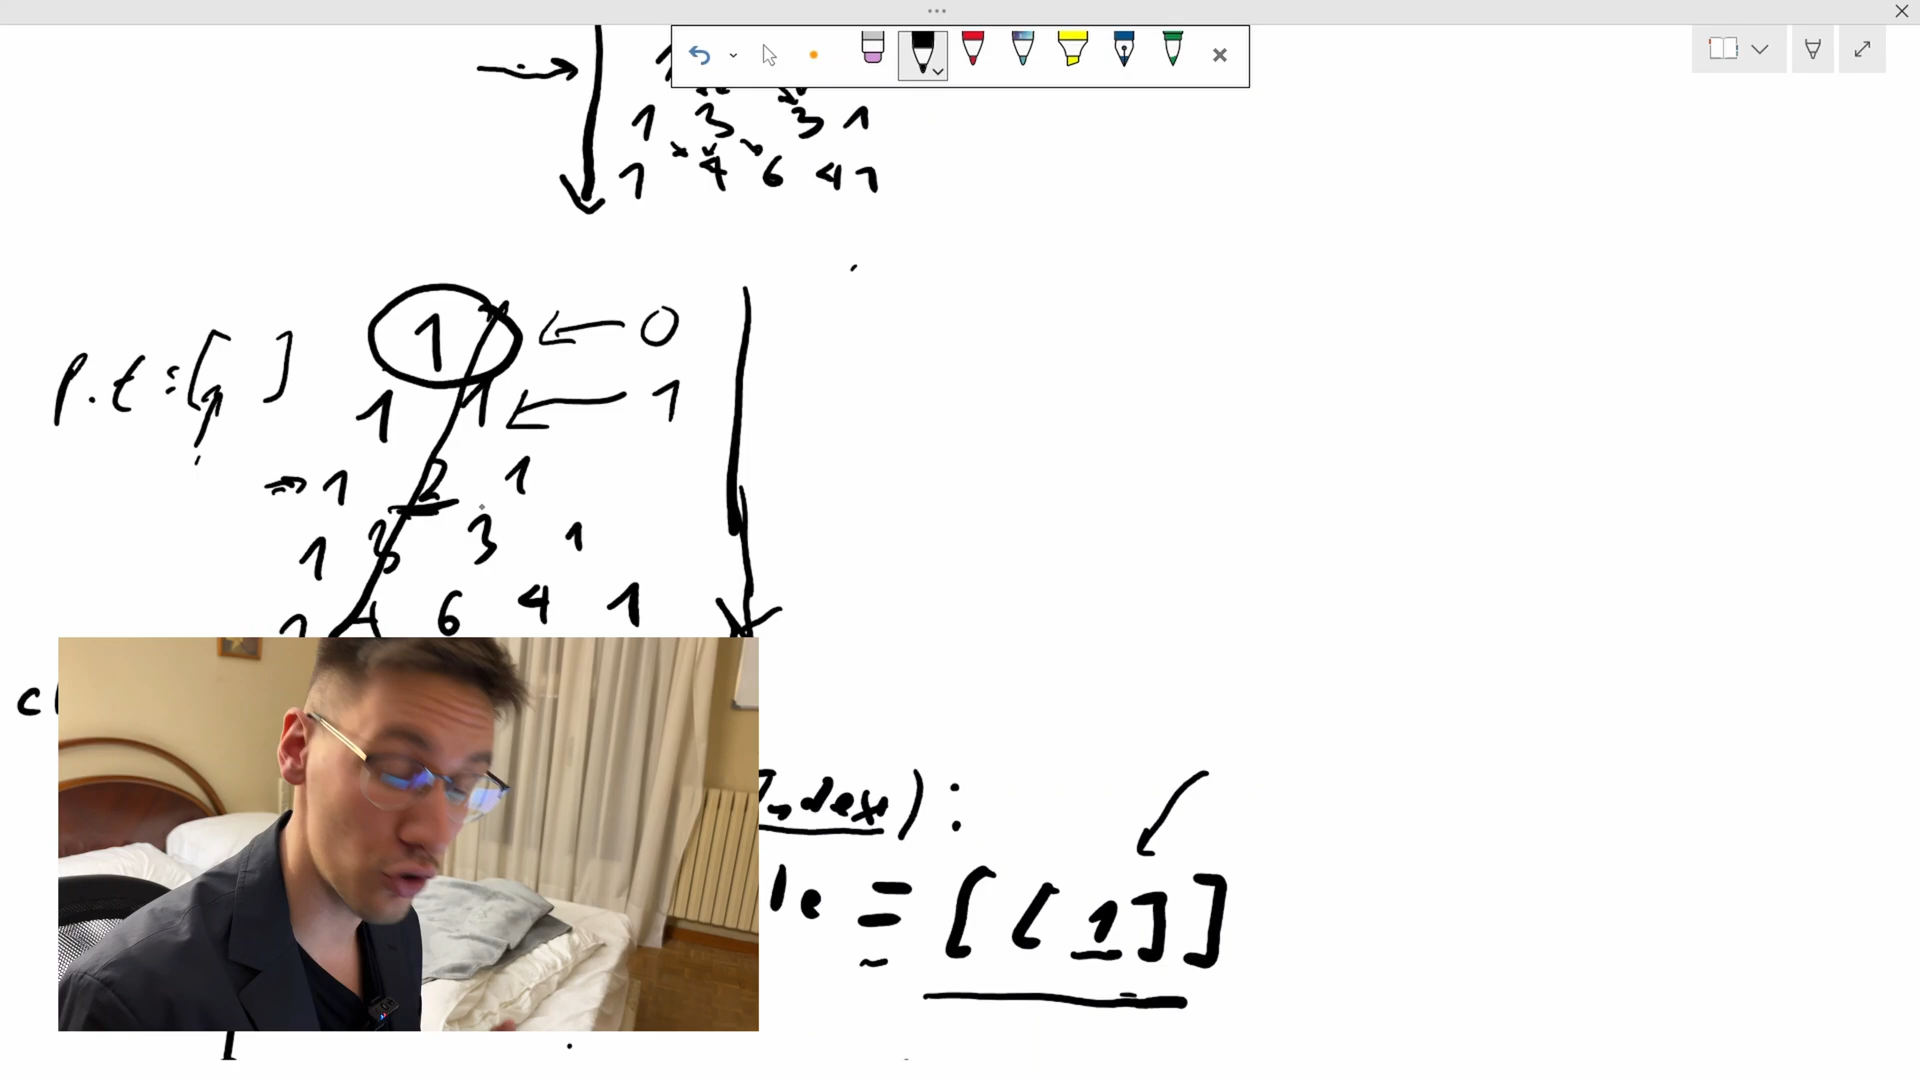 1 3 3 1
1 4 6 4 1
1 ← 0
p.t = [ ]
1 1 ← 1
→ 1 2 1
1 3 3 1
1 4 6 4 1
Index):
le = [[1]]